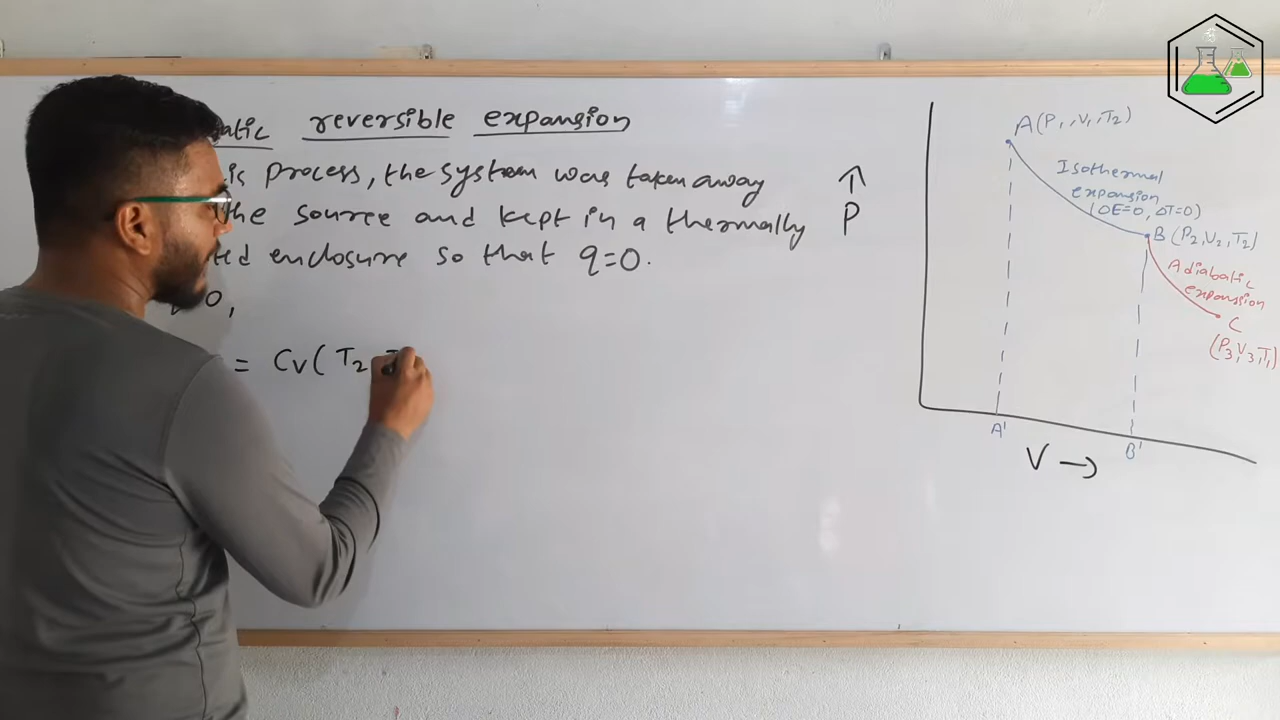 reversible expansion
process, the system was taken away
the source and kept in a thermally
enclosure so that q=0.
= Cv( T2
A(P1,V1,T2)
Isothermal
expansion
(ΔE=0, ΔT=0)
B (P2,V2,T2)
Adiabatic
expansion
C
(P3,V3,T1)
P
A'
B'
V →